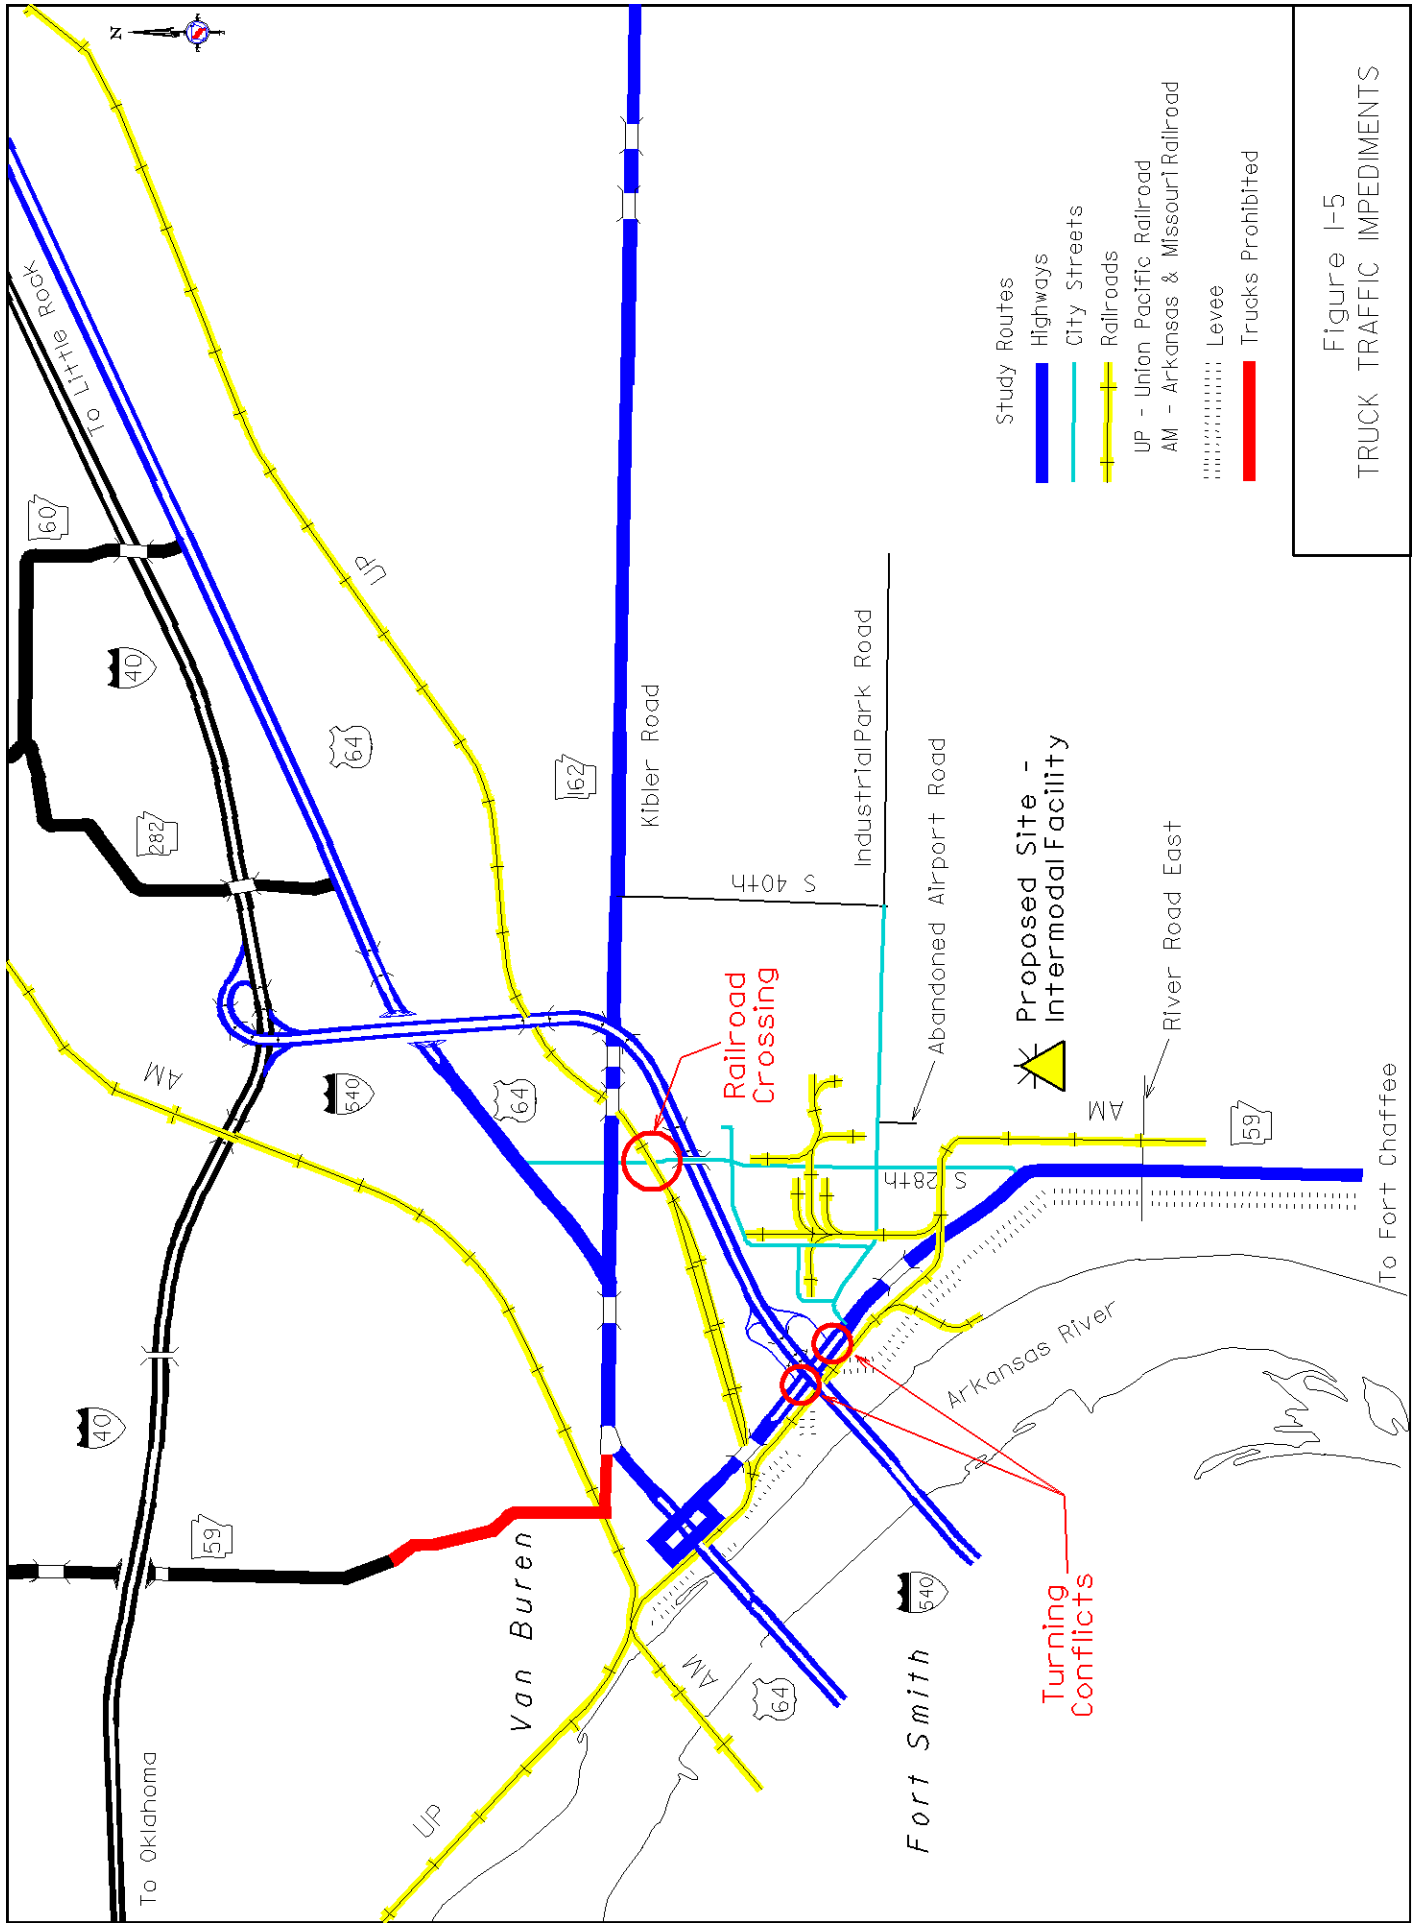 N
To Little Rock
60
40
282
64
UP
AM
540
64
162
Kibler Road
S 40th
Industrial Park Road
Abandoned Airport Road
Proposed Site -
Intermodal Facility
River Road East
Railroad
Crossing
S 28th
AM
59
To Fort Chaffee
Arkansas River
Turning
Conflicts
40
59
Van Buren
To Oklahoma
UP
AM
64
540
Fort Smith
Study Routes
Highways
City Streets
Railroads
UP - Union Pacific Railroad
AM - Arkansas & Missouri Railroad
Levee
Trucks Prohibited
Figure I-5
TRUCK TRAFFIC IMPEDIMENTS